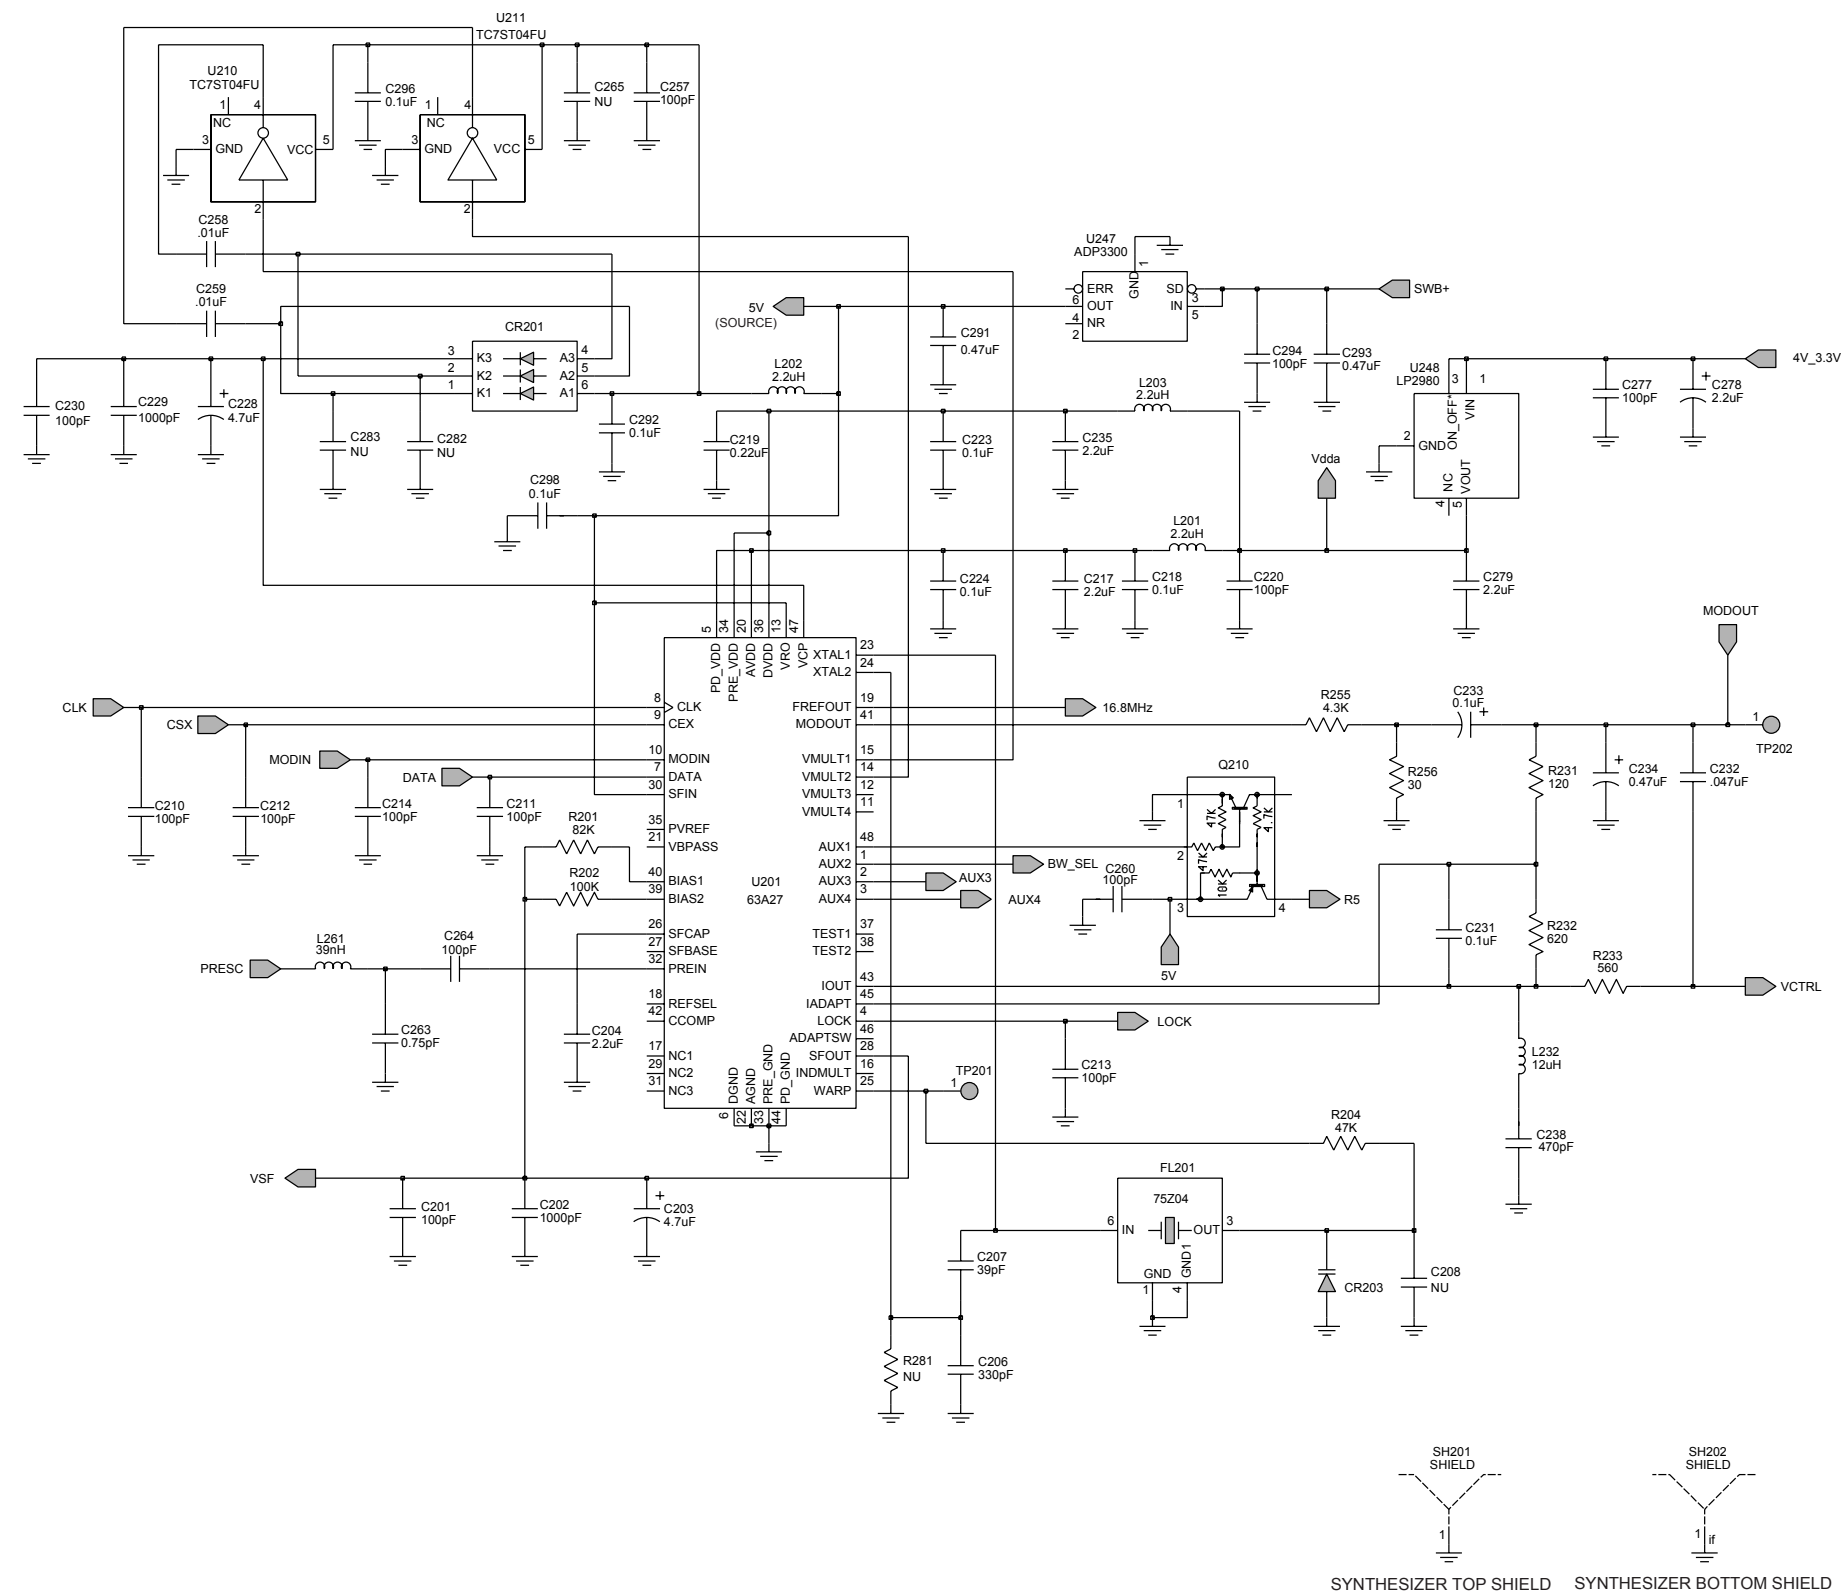 U211
TC7ST04FU
U210
TC7ST04FU
1
4
NC
3
GND
VCC
5
2
C296
0.1uF
1
4
NC
3
GND
VCC
5
2
C265
NU
C257
100pF
C258
.01uF
C259
.01uF
U247
ADP3300
GND
1
ERR
SD
6
OUT
3
IN
5
4
NR
2
SWB+
5V
(SOURCE)
C291
0.47uF
C294
100pF
C293
0.47uF
CR201
3
K3
A3
4
2
K2
A2
5
1
K1
A1
6
L202
2.2uH
L203
2.2uH
U248
LP2980
3
1
ON_OFF*
VIN
2
GND
NC
VOUT
4
5
4V_3.3V
C277
100pF
C278
+
2.2uF
C230
100pF
C229
1000pF
C228
+
4.7uF
C283
NU
C282
NU
C292
0.1uF
C219
0.22uF
C223
0.1uF
C235
2.2uF
Vdda
C298
0.1uF
L201
2.2uH
C224
0.1uF
C217
2.2uF
C218
0.1uF
C220
100pF
C279
2.2uF
5
34
20
36
13
47
PD_VDD
PRE_VDD
AVDD
DVDD
VRO
VCP
XTAL1
23
XTAL2
24
MODOUT
CLK
8
CLK
FREFOUT
19
16.8MHz
CSX
9
CEX
MODOUT
41
R255
4.3K
C233
0.1uF
+
1
TP202
MODIN
10
MODIN
VMULT1
15
DATA
7
DATA
VMULT2
14
30
SFIN
VMULT3
12
VMULT4
11
Q210
R256
30
R231
120
C234
+
0.47uF
C232
.047uF
C210
100pF
C212
100pF
C214
100pF
C211
100pF
R201
82K
35
PVREF
21
VBPASS
AUX1
48
1
2
47K
4.7K
47K
10K
3
4
AUX2
1
BW_SEL
R202
100K
40
BIAS1
39
BIAS2
U201
63A27
AUX3
2
AUX3
AUX4
3
AUX4
C260
100pF
R5
5V
26
SFCAP
27
SFBASE
32
PREIN
TEST1
37
TEST2
38
C231
0.1uF
R232
620
PRESC
L261
39nH
C264
100pF
IOUT
43
R233
560
VCTRL
18
REFSEL
IADAPT
45
42
CCOMP
LOCK
4
LOCK
ADAPTSW
46
C263
0.75pF
C204
2.2uF
17
NC1
SFOUT
28
29
NC2
INDMULT
16
31
NC3
WARP
25
TP201
1
C213
100pF
L232
12uH
DGND
AGND
PRE_GND
PD_GND
6
22
33
44
R204
47K
C238
470pF
VSF
C201
100pF
C202
1000pF
+
C203
4.7uF
FL201
75Z04
6
IN
OUT
3
GND
GND1
1
4
C207
39pF
CR203
C208
NU
R281
NU
C206
330pF
SH201
SHIELD
1
SH202
SHIELD
1
if
SYNTHESIZER TOP SHIELD
SYNTHESIZER BOTTOM SHIELD